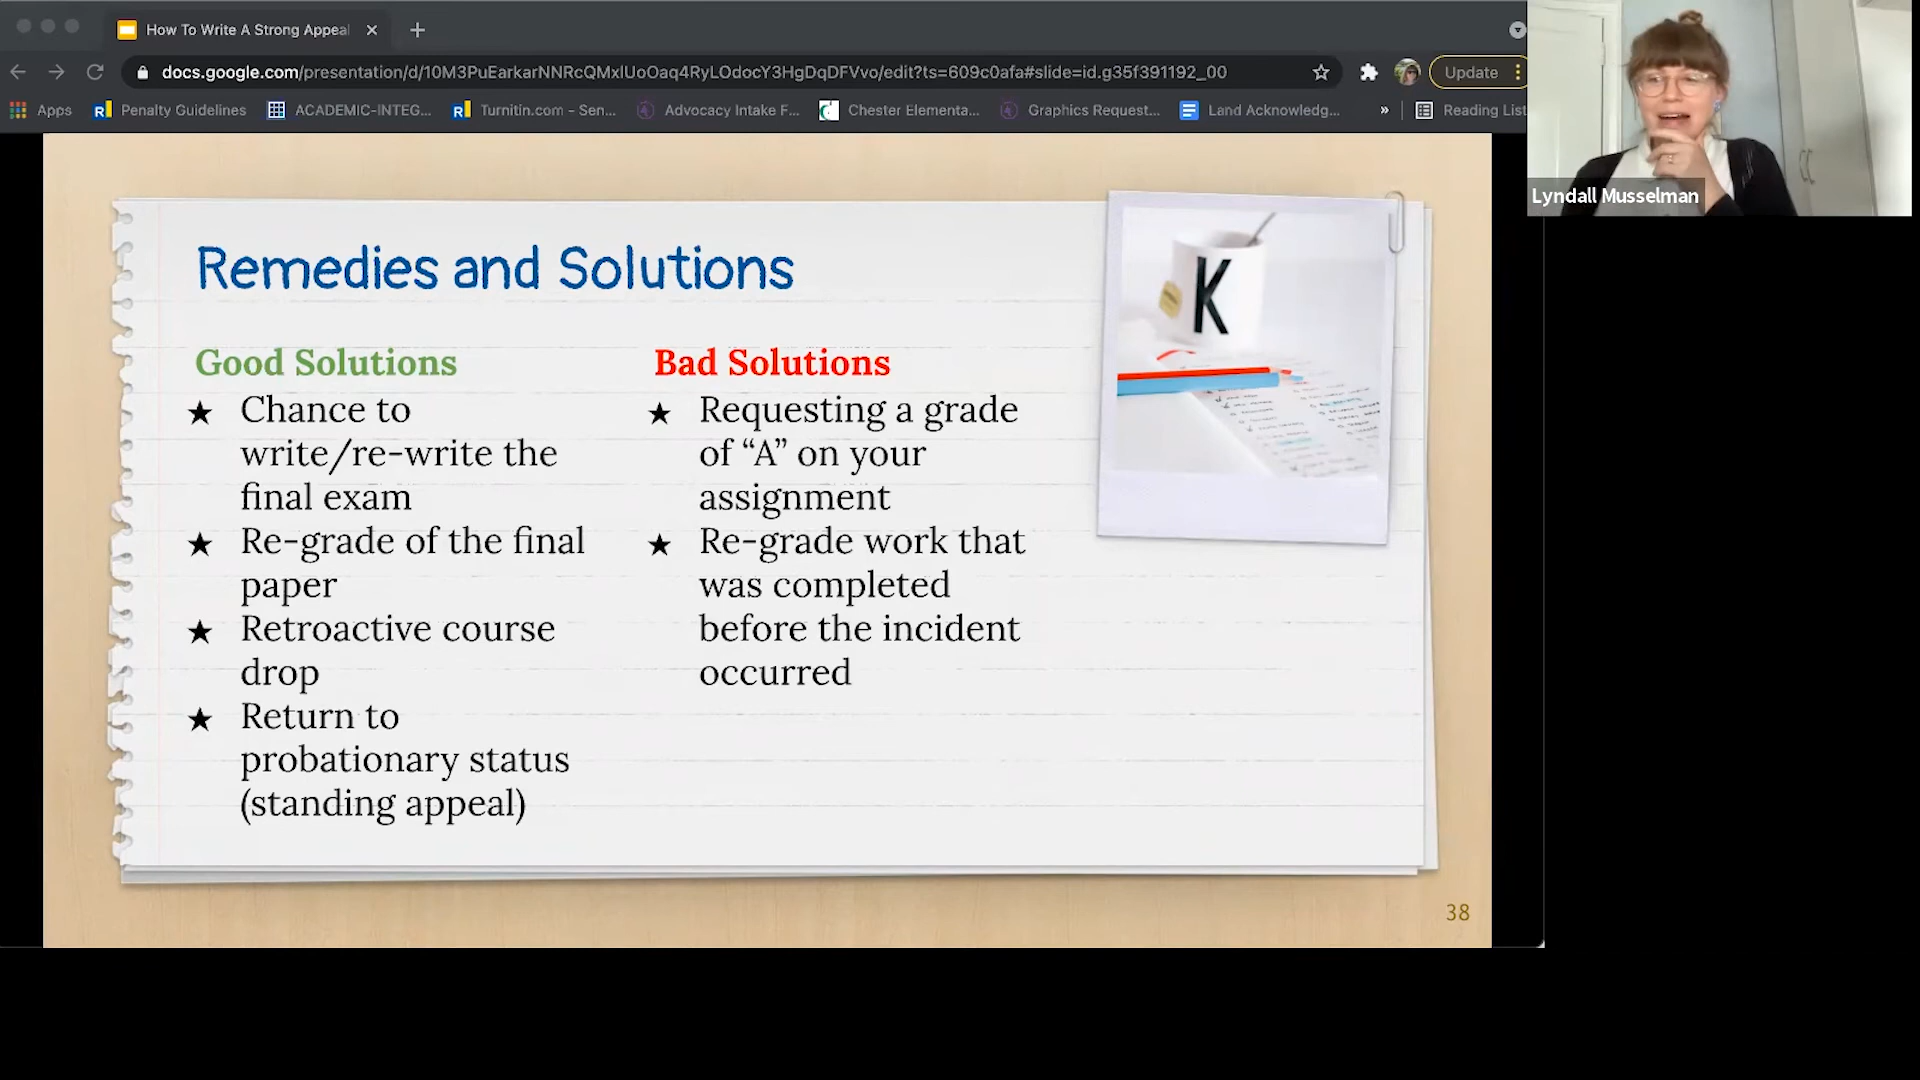 How To Write A Strong Appeal
docs.google.com/presentation/d/10M3PuEarkarNNRcQMxlUoOaq4RyLOdocY3HgDqDFVvo/edit?ts=609c0afa#slide=id.g35f391192_00
Update
Apps
Penalty Guidelines
ACADEMIC-INTEG...
Turnitin.com – Sen...
Advocacy Intake F...
Chester Elementa...
Graphics Request...
Land Acknowledg...
»
Reading List
Lyndall Musselman
Remedies and Solutions
K
Good Solutions
★ Chance to
write/re-write the
final exam
★ Re-grade of the final
paper
★ Retroactive course
drop
★ Return to
probationary status
(standing appeal)
Bad Solutions
★ Requesting a grade
of “A” on your
assignment
★ Re-grade work that
was completed
before the incident
occurred
38